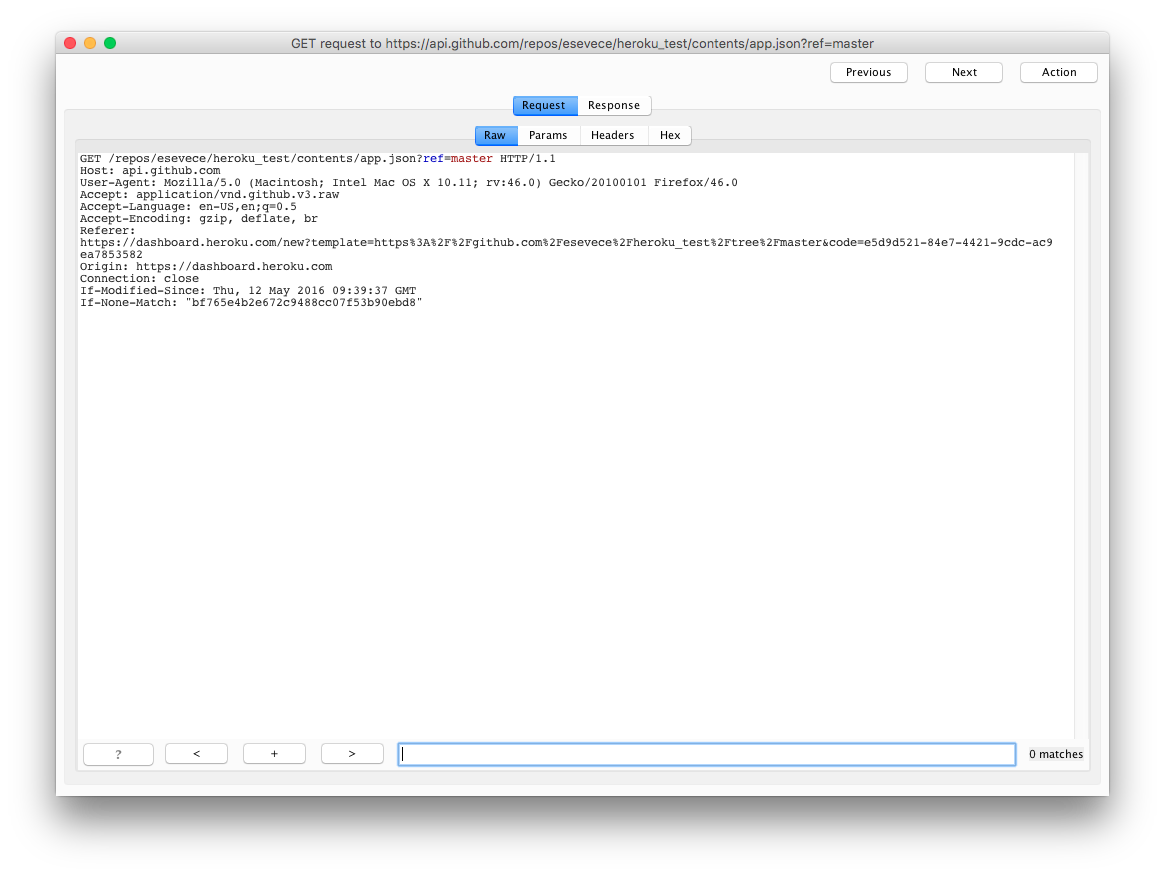 GET request to https://api.github.com/repos/esevece/heroku_test/contents/app.json?ref=master
Previous Next Action
Request Response
Raw Params Headers Hex
GET /repos/esevece/heroku_test/contents/app.json?ref=master HTTP/1.1
Host: api.github.com
User-Agent: Mozilla/5.0 (Macintosh; Intel Mac OS X 10.11; rv:46.0) Gecko/20100101 Firefox/46.0
Accept: application/vnd.github.v3.raw
Accept-Language: en-US,en;q=0.5
Accept-Encoding: gzip, deflate, br
Referer:
https://dashboard.heroku.com/new?template=https%3A%2F%2Fgithub.com%2Fesevece%2Fheroku_test%2Ftree%2Fmaster&code=e5d9d521-84e7-4421-9cdc-ac9
ea7853582
Origin: https://dashboard.heroku.com
Connection: close
If-Modified-Since: Thu, 12 May 2016 09:39:37 GMT
If-None-Match: "bf765e4b2e672c9488cc07f53b90ebd8"
? < + > 0 matches